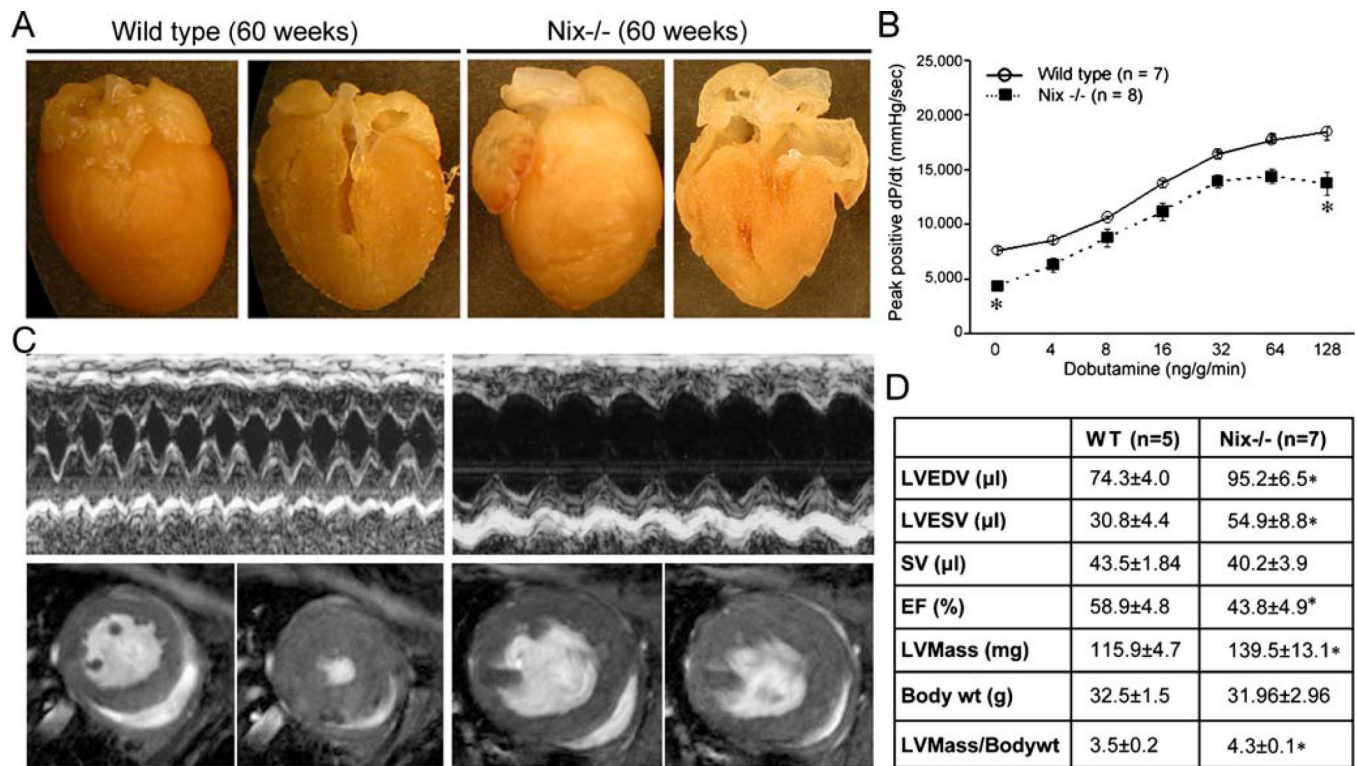 A
Wild type (60 weeks)
Nix-/- (60 weeks)
B
25,000
20,000
15,000
10,000
5,000
0
Peak positive dP/dt (mmHg/sec)
Wild type (n = 7)
Nix -/- (n = 8)
*
*
0 4 8 16 32 64 128
Dobutamine (ng/g/min)
C
D
WT (n=5) Nix-/- (n=7)
LVEDV (µl) 74.3±4.0 95.2±6.5*
LVESV (µl) 30.8±4.4 54.9±8.8*
SV (µl) 43.5±1.84 40.2±3.9
EF (%) 58.9±4.8 43.8±4.9*
LVMass (mg) 115.9±4.7 139.5±13.1*
Body wt (g) 32.5±1.5 31.96±2.96
LVMass/Bodywt 3.5±0.2 4.3±0.1*